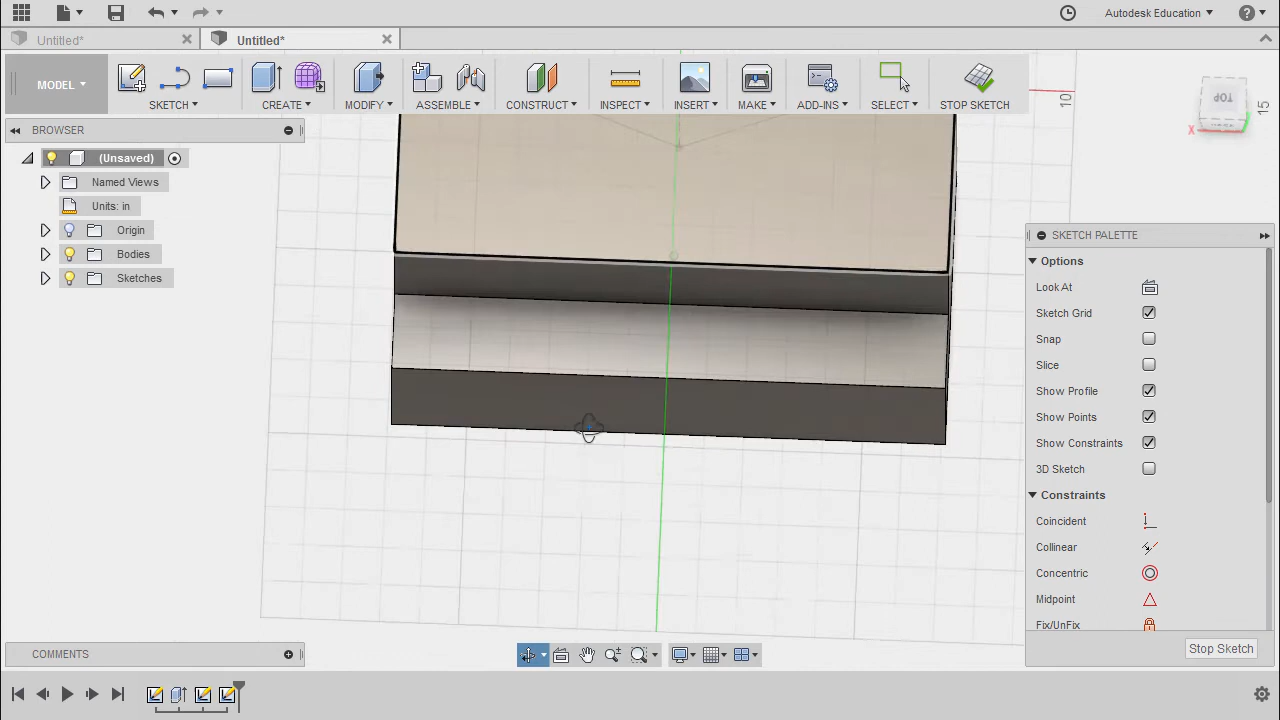 Autodesk Education
Untitled*
Untitled*
MODEL
SKETCH
CREATE
MODIFY
ASSEMBLE
CONSTRUCT
INSPECT
INSERT
MAKE
ADD-INS
SELECT
STOP SKETCH
10
15
TOP
X
BROWSER
(Unsaved)
Named Views
Units: in
Origin
Bodies
Sketches
SKETCH PALETTE
Options
Look At
Sketch Grid
Snap
Slice
Show Profile
Show Points
Show Constraints
3D Sketch
Constraints
Coincident
Collinear
Concentric
Midpoint
Fix/UnFix
Stop Sketch
COMMENTS